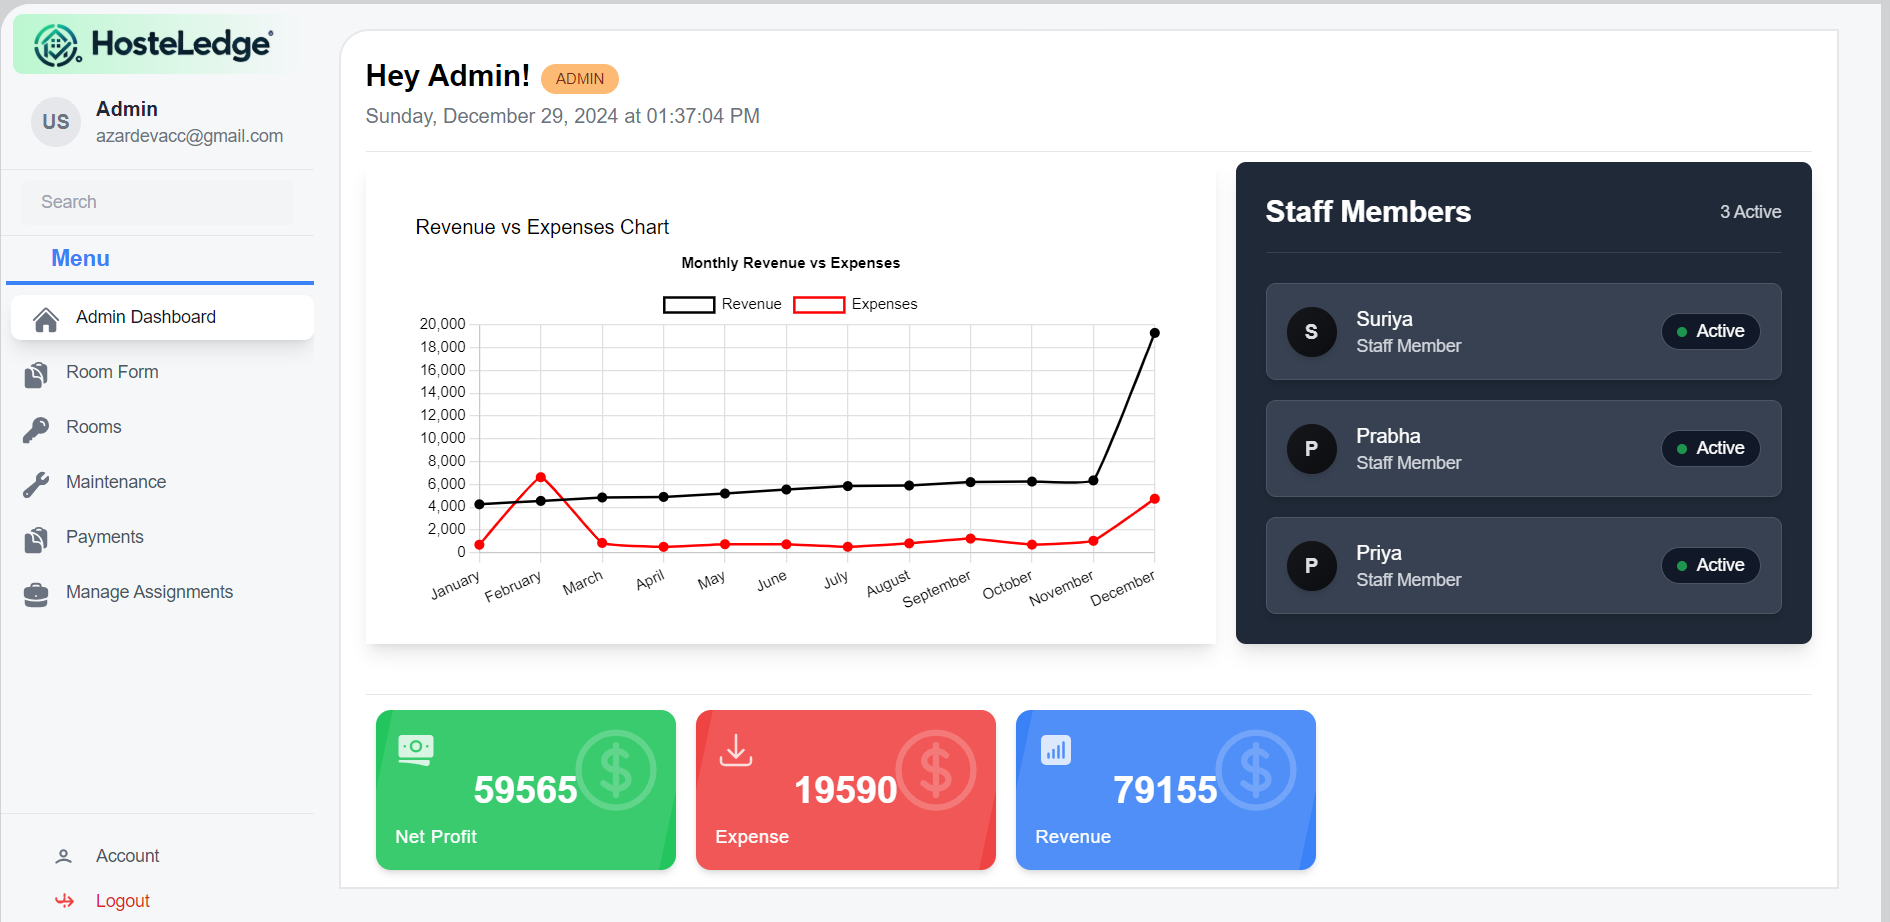 HosteLedge®
US
Admin
azardevacc@gmail.com
Search
Menu
Admin Dashboard
Room Form
Rooms
Maintenance
Payments
Manage Assignments
Account
Logout
Hey Admin! ADMIN
Sunday, December 29, 2024 at 01:37:04 PM
Revenue vs Expenses Chart
Monthly Revenue vs Expenses
Revenue Expenses
20,000
18,000
16,000
14,000
12,000
10,000
8,000
6,000
4,000
2,000
0
January February March April May June July August September October November December
Staff Members 3 Active
S
Suriya
Staff Member
Active
P
Prabha
Staff Member
Active
P
Priya
Staff Member
Active
$
59565
Net Profit
$
19590
Expense
$
79155
Revenue